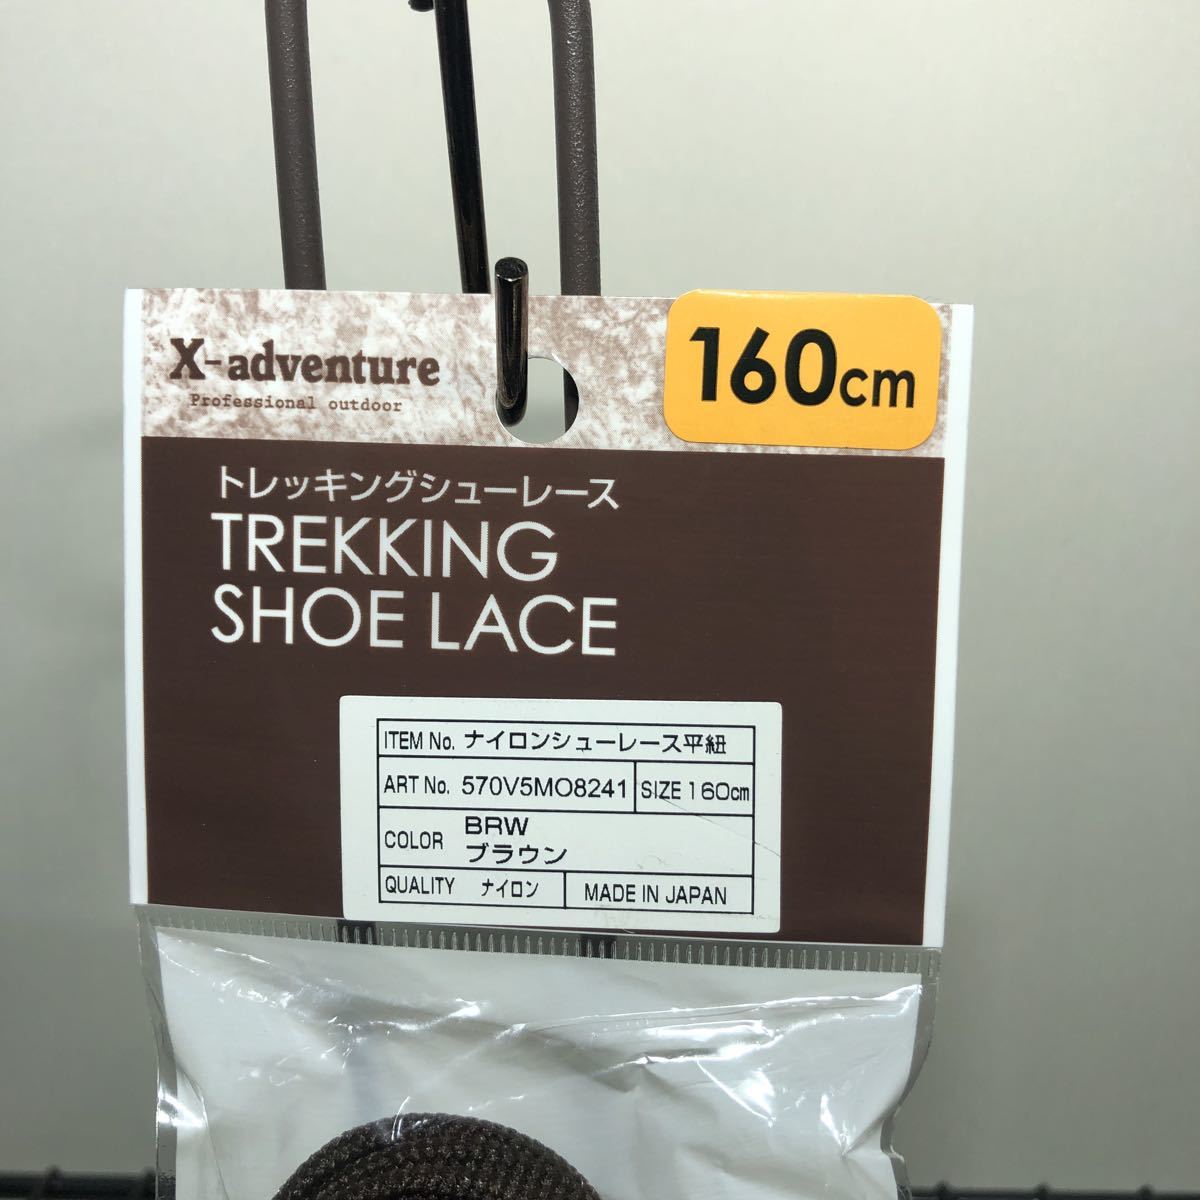 X-adventure
Professional outdoor
160cm
トレッキングシューレース
TREKKING
SHOE LACE
ITEM No. ナイロンシューレース平紐
ART No. 570V5MO8241 SIZE 160cm
COLOR BRW
ブラウン
QUALITY ナイロン MADE IN JAPAN